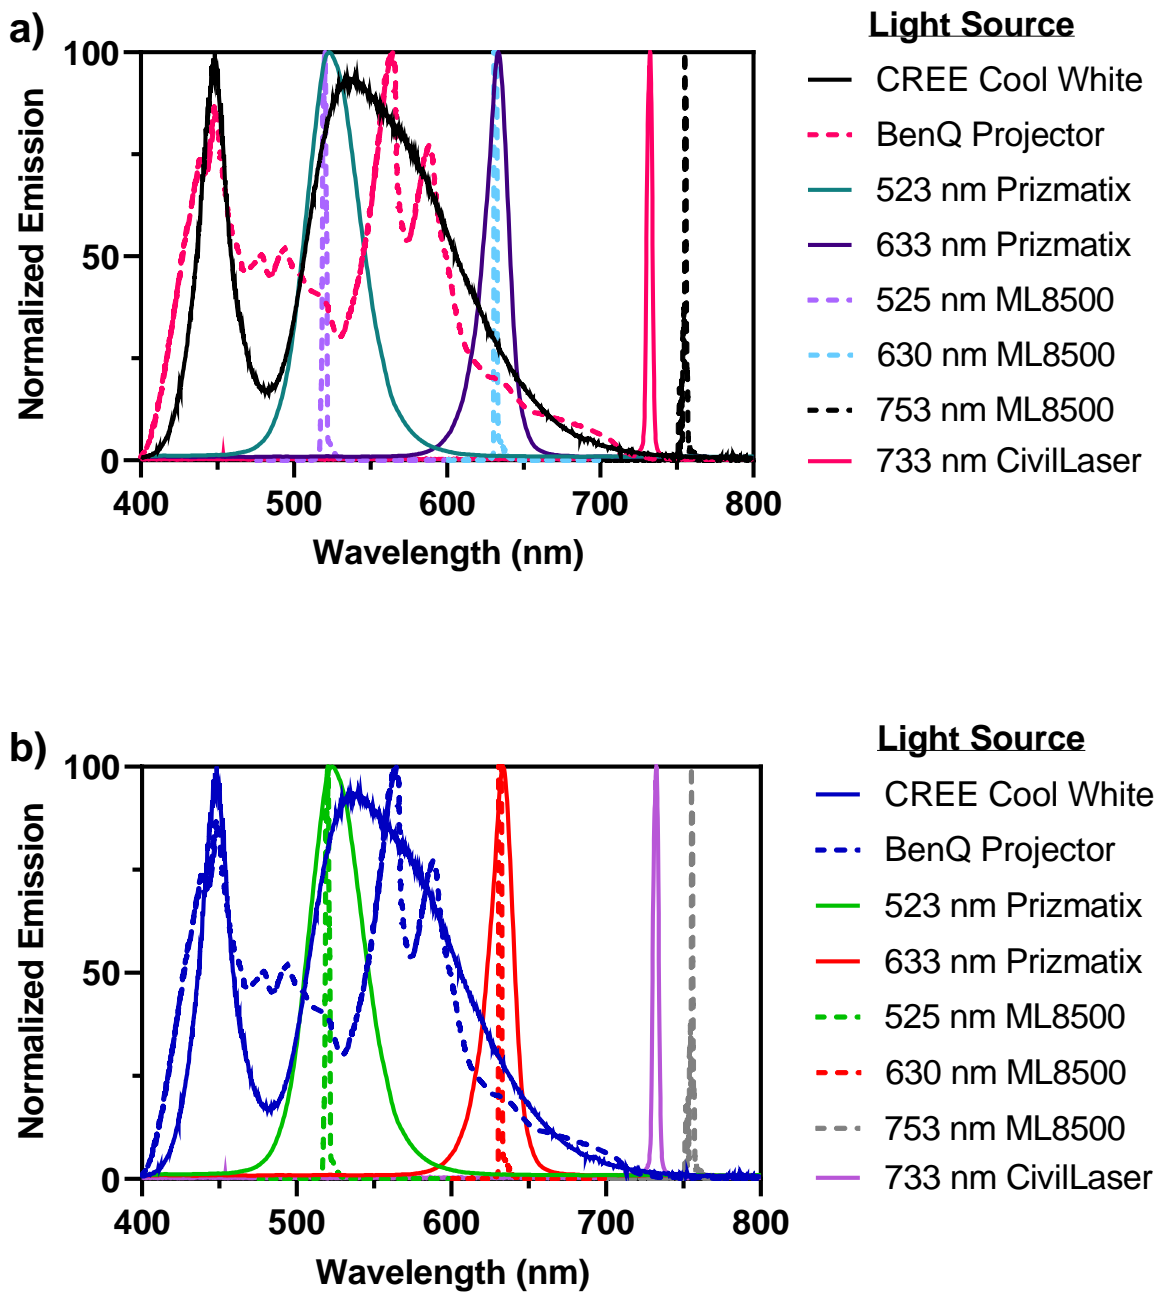 a)
Light Source
100
50
0
Normalized Emission
400 500 600 700 800
Wavelength (nm)
CREE Cool White
BenQ Projector
523 nm Prizmatix
633 nm Prizmatix
525 nm ML8500
630 nm ML8500
753 nm ML8500
733 nm CivilLaser
b)
Light Source
100
50
0
Normalized Emission
400 500 600 700 800
Wavelength (nm)
CREE Cool White
BenQ Projector
523 nm Prizmatix
633 nm Prizmatix
525 nm ML8500
630 nm ML8500
753 nm ML8500
733 nm CivilLaser